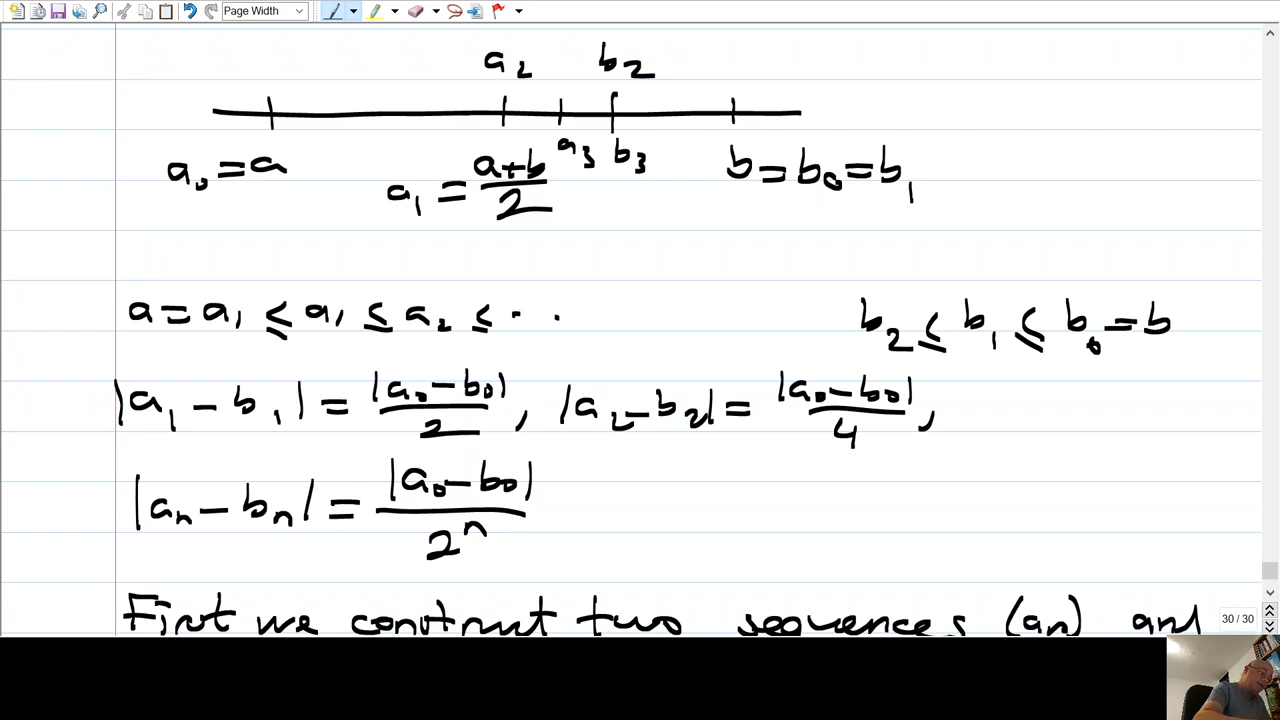 Page Width
a₂ b₂
a₀ = a a₁ = (a+b)/2 a₃ b₃ b = b₀ = b₁
a = a₁ ≤ a₁ ≤ a₂ ≤ ⋅ ⋅ b₂ ≤ b₁ ≤ b₀ = b
|a₁ - b₁| = |a₀ - b₀|/2 , |a₂ - b₂| = |a₀ - b₀|/4 ,
|aₙ - bₙ| = |a₀ - b₀|/2ⁿ
First we construct two sequences (an) and
30 / 30